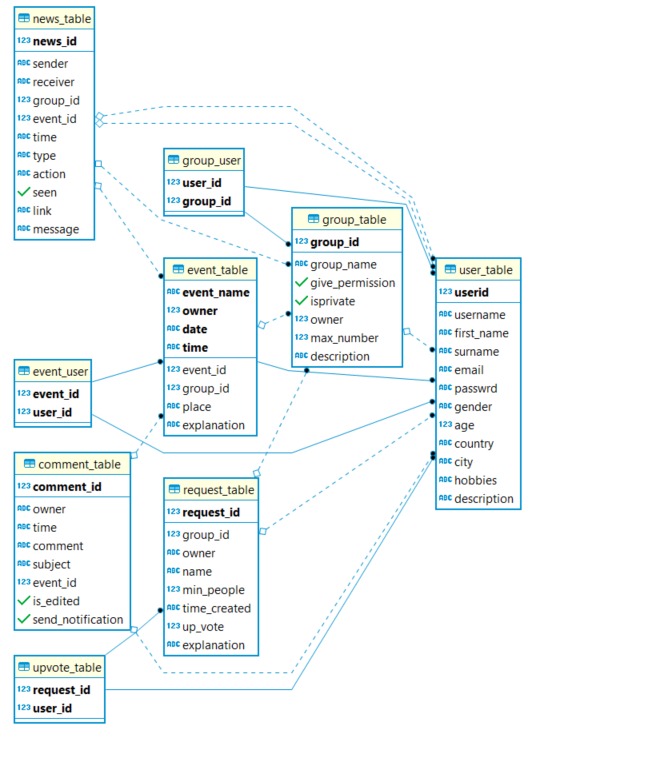 news_table
123 news_id
ABC sender
ABC receiver
123 group_id
123 event_id
ABC time
ABC type
ABC action
seen
ABC link
ABC message
group_user
123 user_id
123 group_id
group_table
123 group_id
ABC group_name
give_permission
isprivate
123 owner
123 max_number
ABC description
event_table
ABC event_name
123 owner
ABC date
ABC time
123 event_id
123 group_id
ABC place
ABC explanation
user_table
123 userid
ABC username
ABC first_name
ABC surname
ABC email
ABC passwrd
ABC gender
123 age
ABC country
ABC city
ABC hobbies
ABC description
event_user
123 event_id
123 user_id
comment_table
123 comment_id
ABC owner
ABC time
ABC comment
ABC subject
123 event_id
is_edited
send_notification
request_table
123 request_id
123 group_id
ABC owner
ABC name
123 min_people
ABC time_created
123 up_vote
ABC explanation
upvote_table
123 request_id
123 user_id